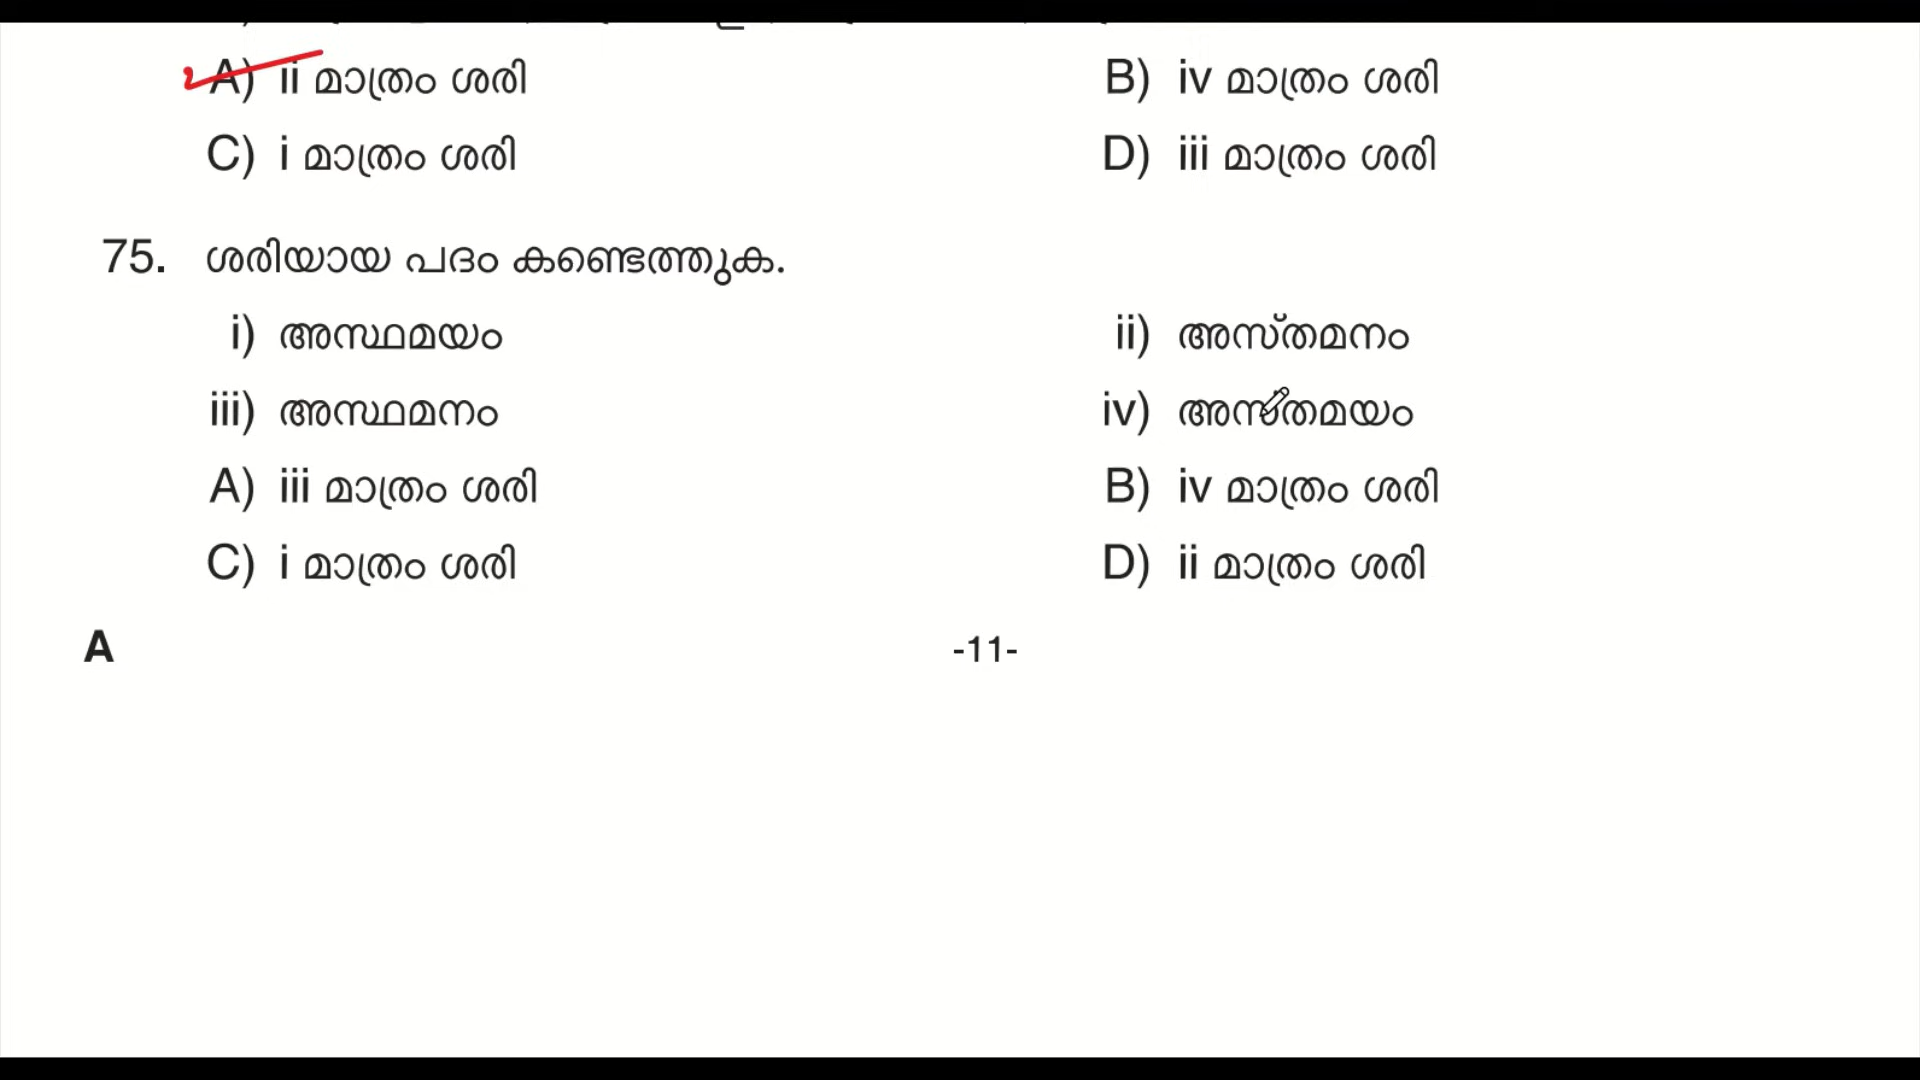 A) ii മാത്രം ശരി B) iv മാത്രം ശരി
C) i മാത്രം ശരി D) iii മാത്രം ശരി
75. ശരിയായ പദം കണ്ടെത്തുക.
i) അസ്ഥമയം ii) അസ്തമനം
iii) അസ്ഥമനം iv) അസ്തമയം
A) iii മാത്രം ശരി B) iv മാത്രം ശരി
C) i മാത്രം ശരി D) ii മാത്രം ശരി
A -11-